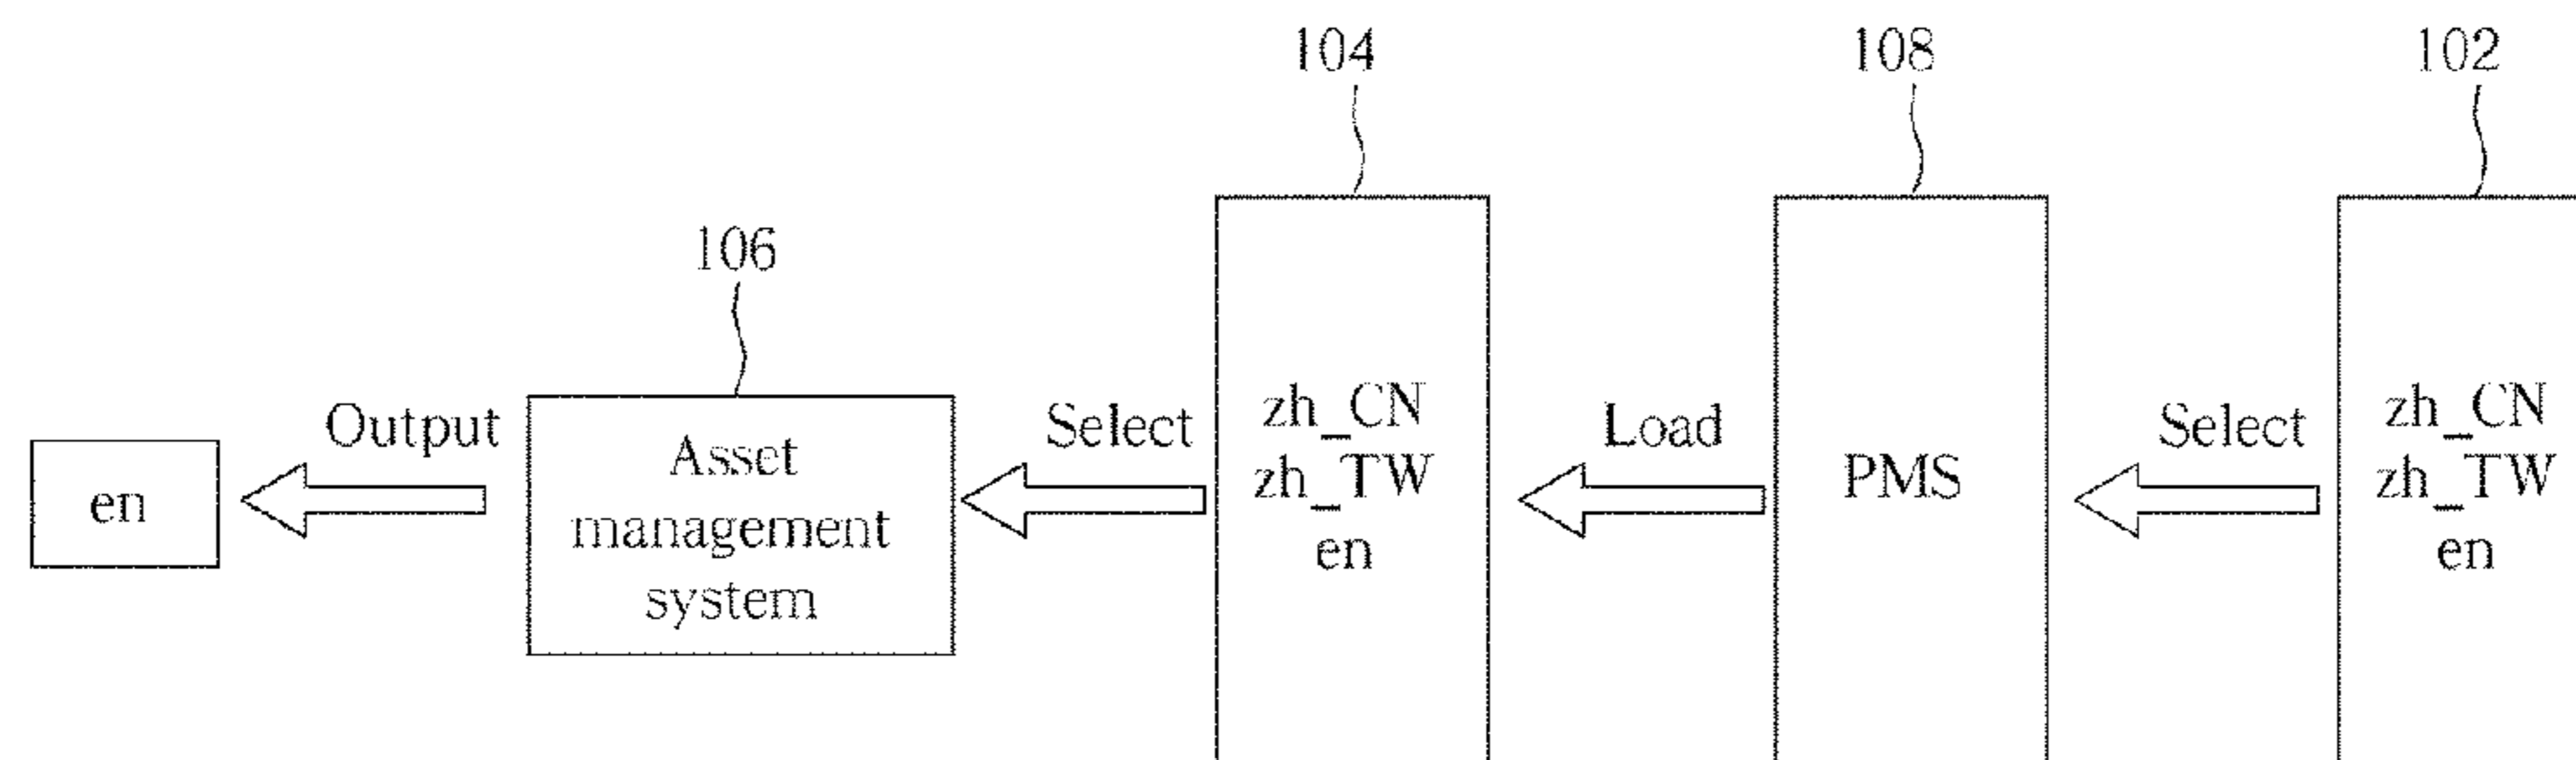 104
108
102
106
en
Output
Asset
management
system
Select
zh_CN
zh_TW
en
Load
PMS
Select
zh_CN
zh_TW
en